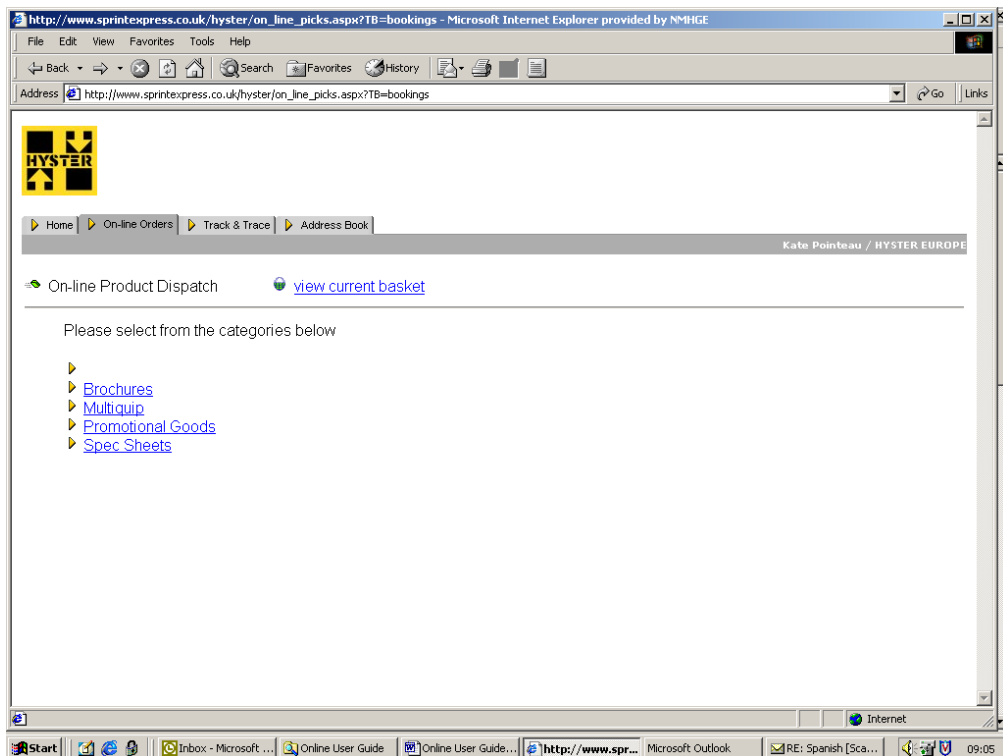 http://www.sprintexpress.co.uk/hyster/on_line_picks.aspx?TB=bookings - Microsoft Internet Explorer provided by NMHGE
File Edit View Favorites Tools Help
Back Search Favorites History
Address http://www.sprintexpress.co.uk/hyster/on_line_picks.aspx?TB=bookings Go Links
HYSTER
Home On-line Orders Track & Trace Address Book
Kate Pointeau / HYSTER EUROPE
On-line Product Dispatch view current basket
Please select from the categories below
Brochures
Multiquip
Promotional Goods
Spec Sheets
Internet
Start Inbox - Microsoft ... Online User Guide Online User Guide... http://www.spr... Microsoft Outlook RE: Spanish [Sca... 09:05